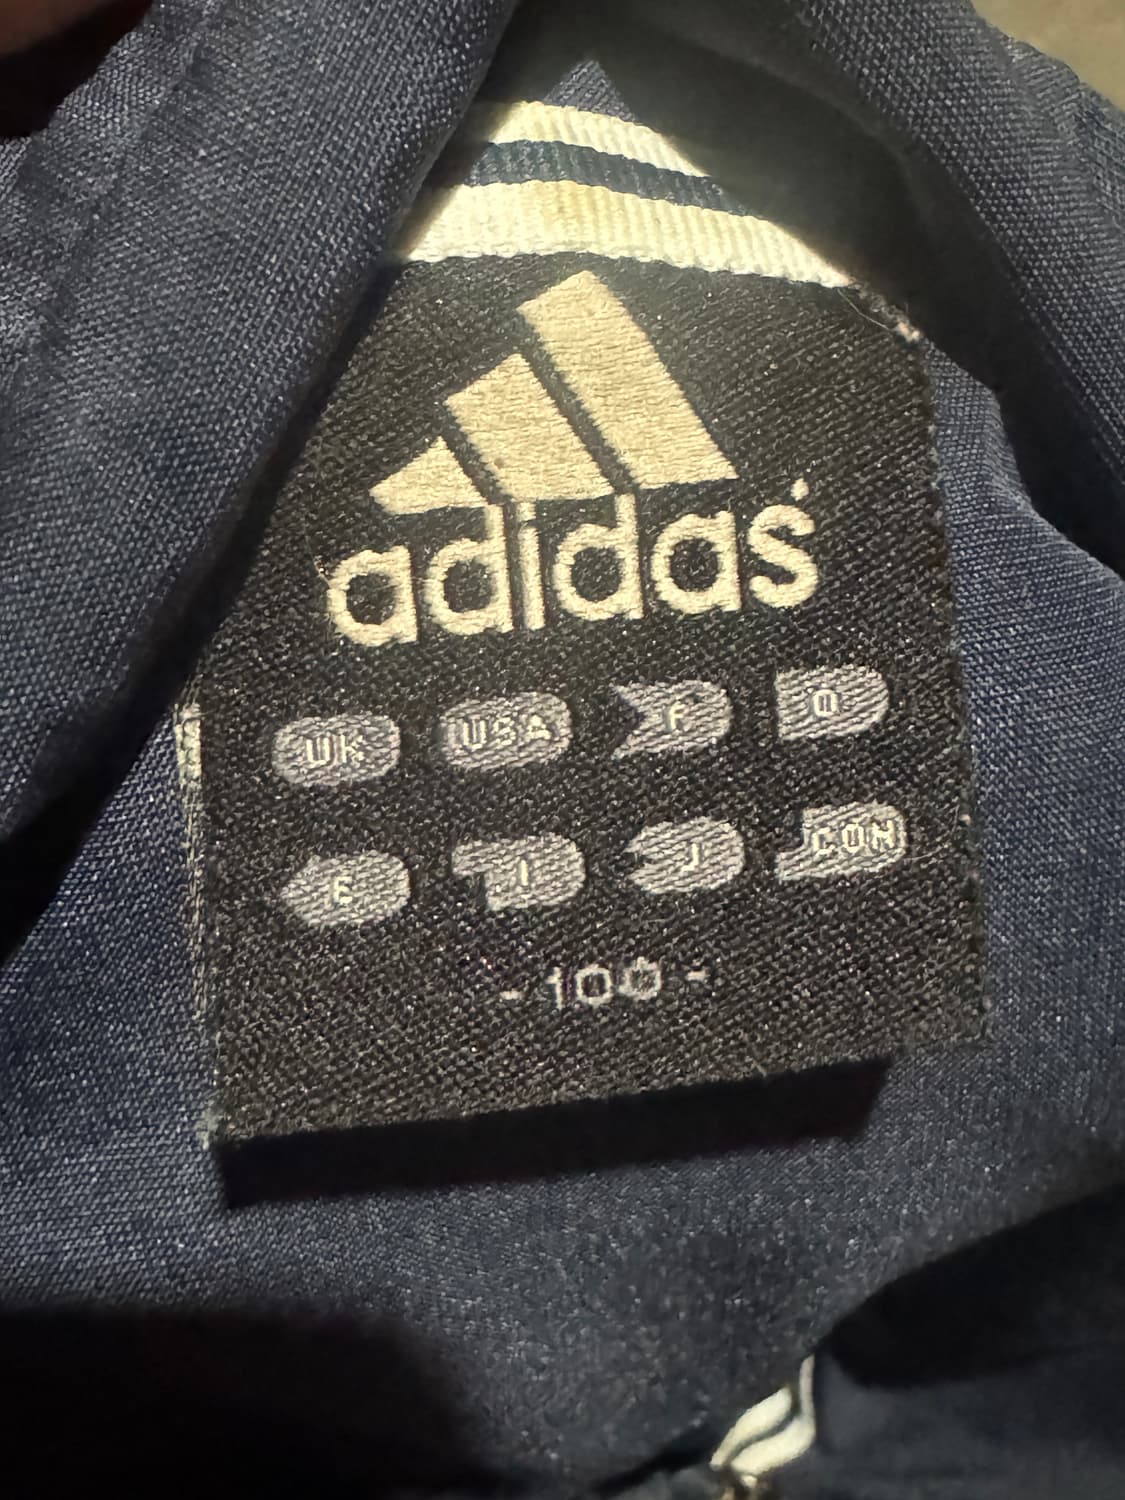 adidas
UK USA F D
E I J CON
- 100 -